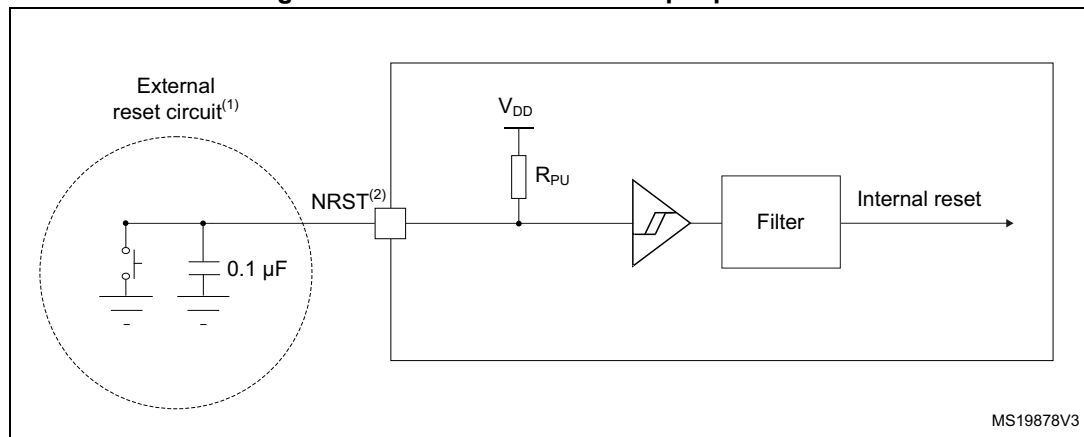 External
reset circuit(1)
VDD
RPU
NRST(2)
Internal reset
Filter
0.1 µF
MS19878V3